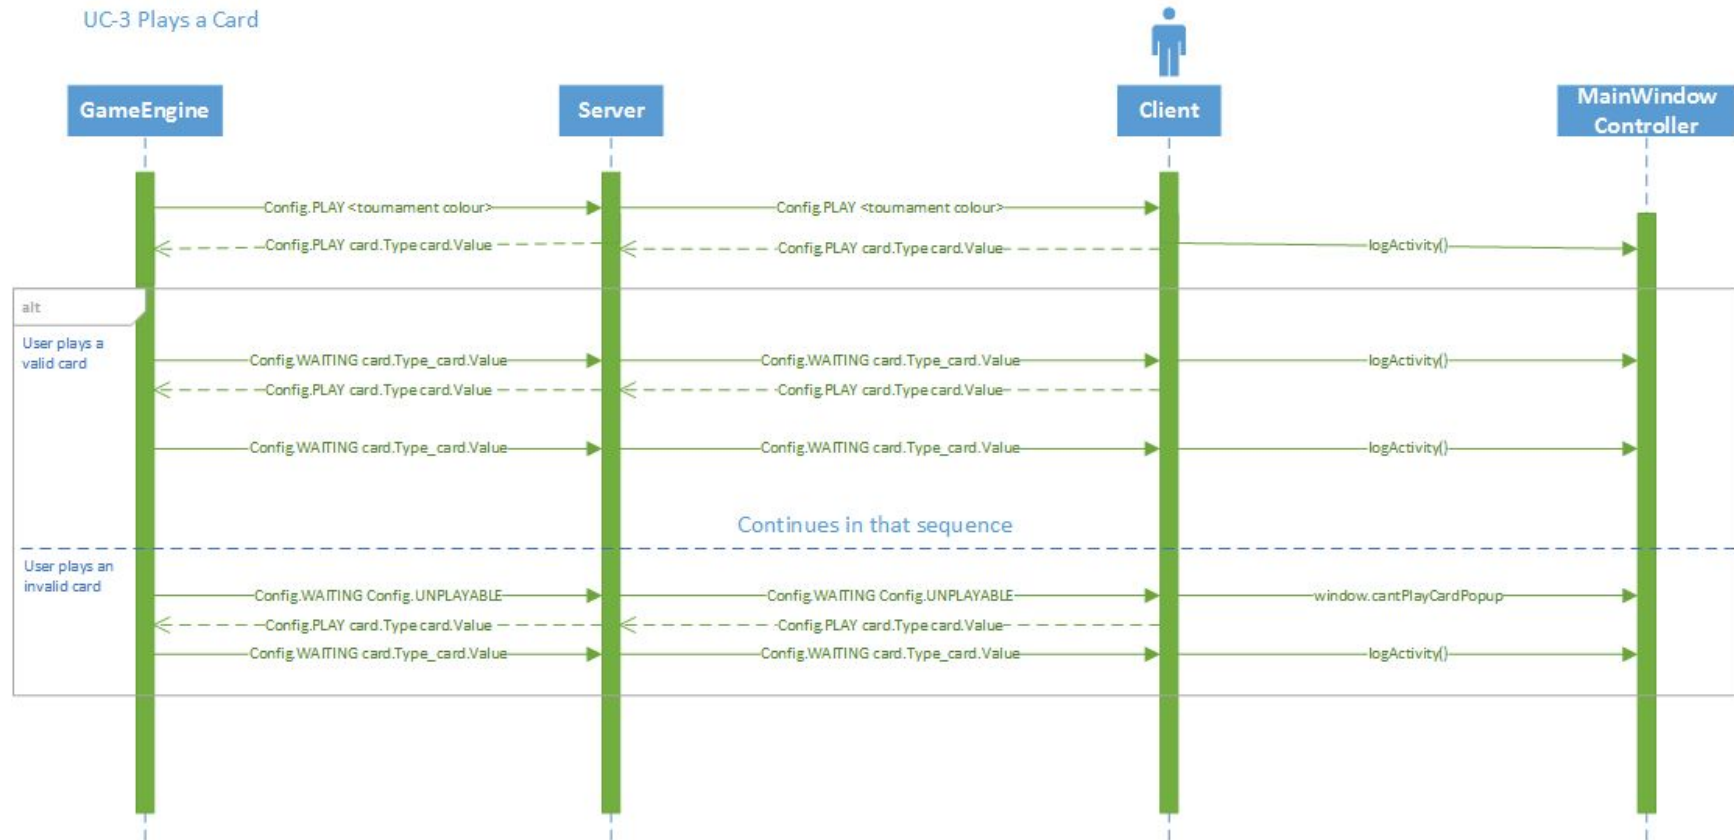 UC-3 Plays a Card
GameEngine
Server
Client
MainWindow
Controller
Config.PLAY <tournament colour>
Config.PLAY <tournament colour>
Config.PLAY card.Type card.Value
Config.PLAY card.Type card.Value
logActivity()
alt
User plays a
valid card
Config.WAITING card.Type_card.Value
Config.WAITING card.Type_card.Value
logActivity()
Config.PLAY card.Type card.Value
Config.PLAY card.Type card.Value
Config.WAITING card.Type_card.Value
Config.WAITING card.Type_card.Value
logActivity()
Continues in that sequence
User plays an
invalid card
Config.WAITING Config.UNPLAYABLE
Config.WAITING Config.UNPLAYABLE
window.cantPlayCardPopup
Config.PLAY card.Type card.Value
Config.PLAY card.Type card.Value
Config.WAITING card.Type_card.Value
Config.WAITING card.Type_card.Value
logActivity()